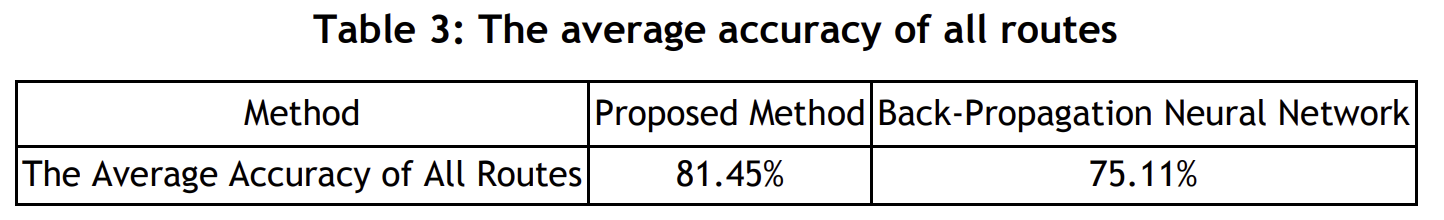 Table 3: The average accuracy of all routes
Method Proposed Method Back-Propagation Neural Network
The Average Accuracy of All Routes 81.45% 75.11%